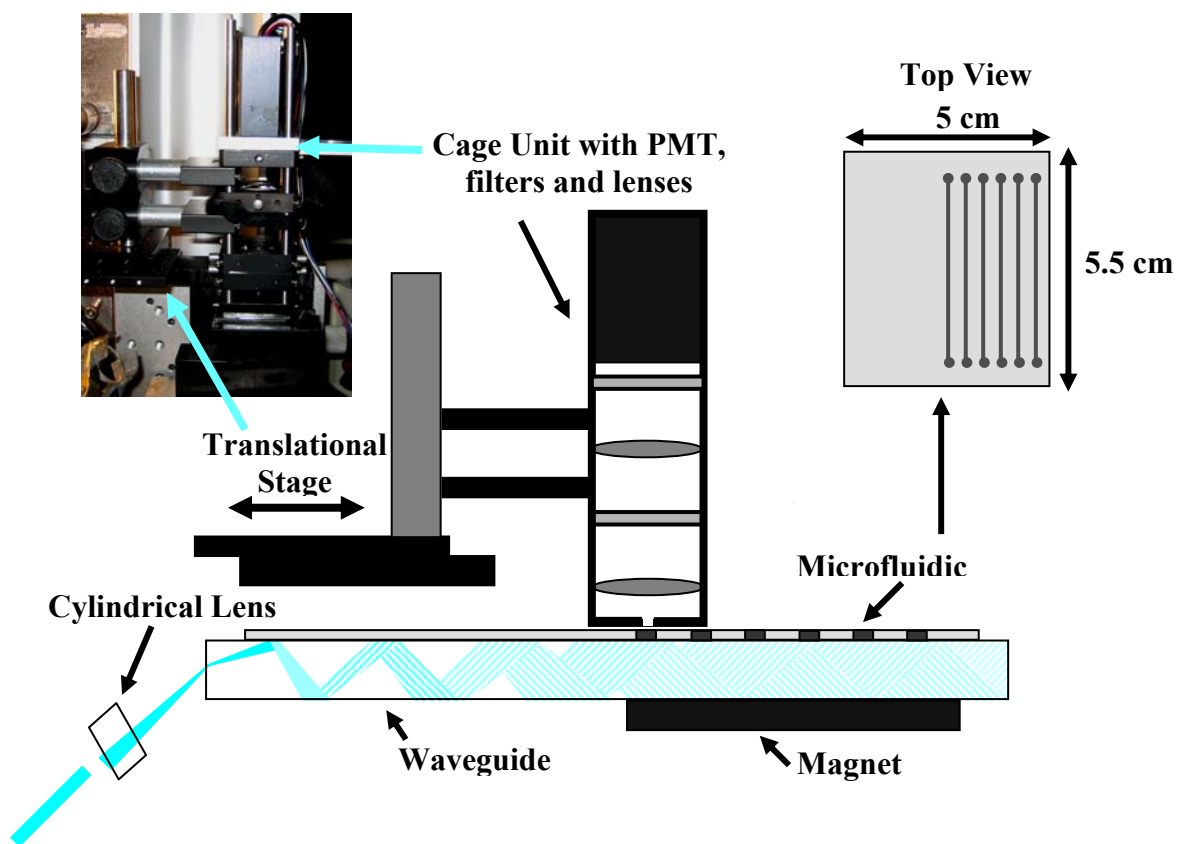 Top View
5 cm
Cage Unit with PMT,
filters and lenses
5.5 cm
Translational
Stage
Microfluidic
Cylindrical Lens
Waveguide
Magnet